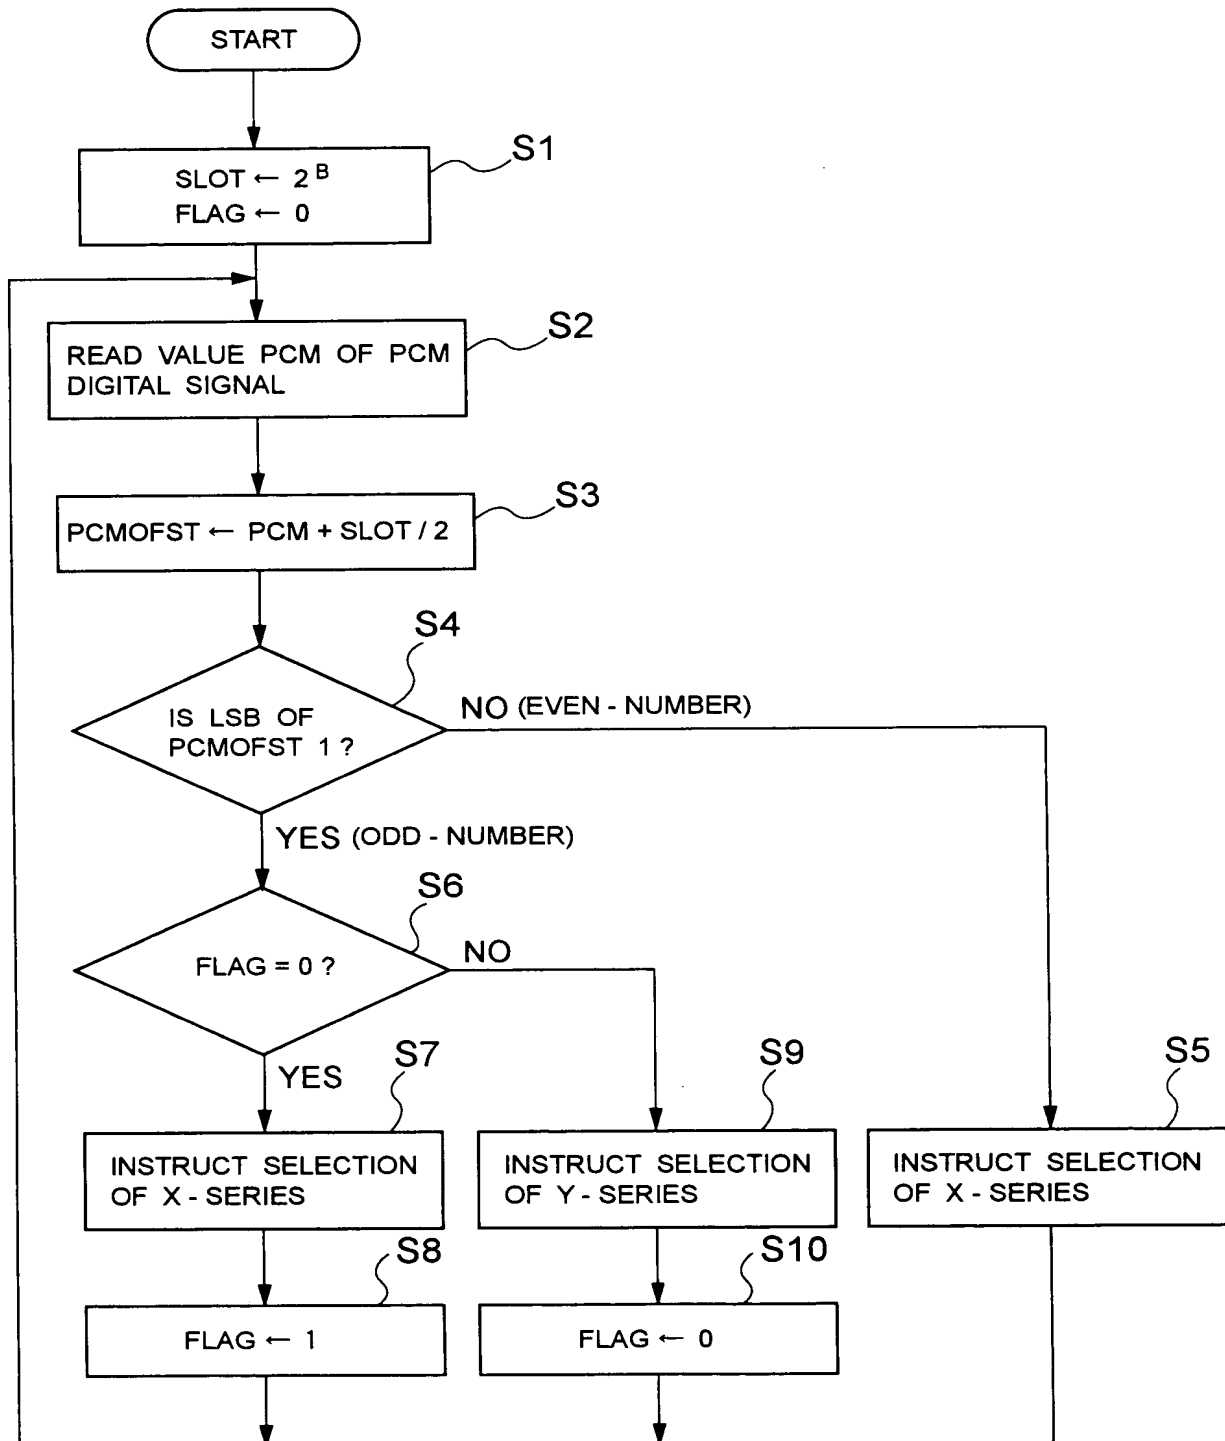 START
S1
SLOT ← 2 B
FLAG ← 0
S2
READ VALUE PCM OF PCM
DIGITAL SIGNAL
S3
PCMOFST ← PCM + SLOT / 2
S4
IS LSB OF
PCMOFST 1 ?
NO (EVEN - NUMBER)
YES (ODD - NUMBER)
S6
FLAG = 0 ?
NO
YES
S7
INSTRUCT SELECTION
OF X - SERIES
S9
INSTRUCT SELECTION
OF Y - SERIES
S5
INSTRUCT SELECTION
OF X - SERIES
S8
FLAG ← 1
S10
FLAG ← 0